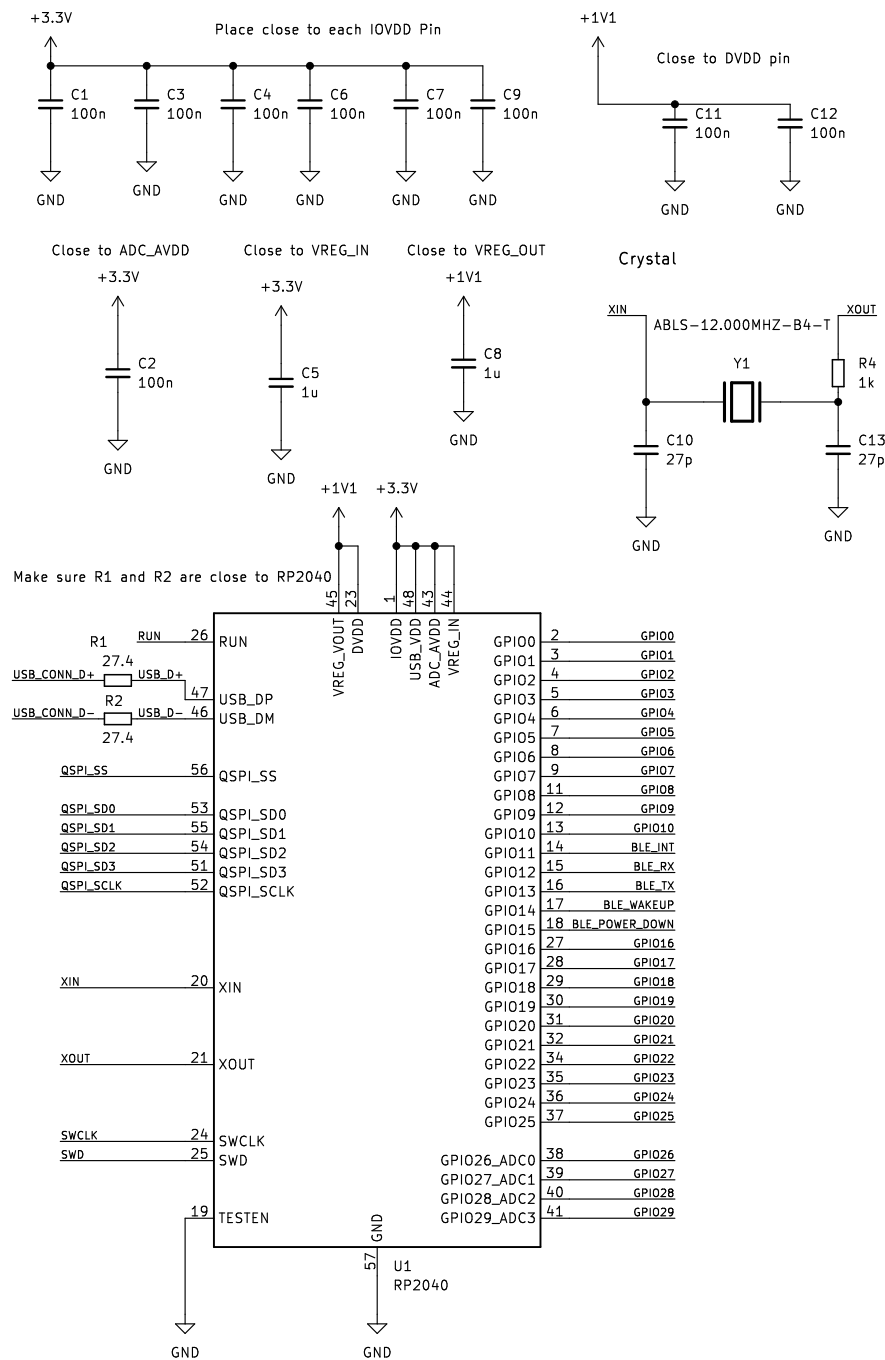 +3.3V
Place close to each IOVDD Pin
C1
100n
C3
100n
C4
100n
C6
100n
C7
100n
C9
100n
GND
GND
GND
GND
GND
GND
+1V1
Close to DVDD pin
C11
100n
C12
100n
GND
GND
Close to ADC_AVDD
+3.3V
C2
100n
GND
Close to VREG_IN
+3.3V
C5
1u
GND
Close to VREG_OUT
+1V1
C8
1u
GND
Crystal
XIN
XOUT
ABLS-12.000MHZ-B4-T
Y1
R4
1k
C10
27p
C13
27p
GND
GND
+1V1
+3.3V
Make sure R1 and R2 are close to RP2040
45
23
1
48
43
44
VREG_VOUT
DVDD
IOVDD
USB_VDD
ADC_AVDD
VREG_IN
RUN 26 RUN
R1
27.4
USB_CONN_D+ USB_D+ 47 USB_DP
R2
USB_CONN_D- USB_D- 46 USB_DM
27.4
QSPI_SS 56 QSPI_SS
QSPI_SD0 53 QSPI_SD0
QSPI_SD1 55 QSPI_SD1
QSPI_SD2 54 QSPI_SD2
QSPI_SD3 51 QSPI_SD3
QSPI_SCLK 52 QSPI_SCLK
XIN 20 XIN
XOUT 21 XOUT
SWCLK 24 SWCLK
SWD 25 SWD
19 TESTEN
GPIO0 2 GPIO0
GPIO1 3 GPIO1
GPIO2 4 GPIO2
GPIO3 5 GPIO3
GPIO4 6 GPIO4
GPIO5 7 GPIO5
GPIO6 8 GPIO6
GPIO7 9 GPIO7
GPIO8 11 GPIO8
GPIO9 12 GPIO9
GPIO10 13 GPIO10
GPIO11 14 BLE_INT
GPIO12 15 BLE_RX
GPIO13 16 BLE_TX
GPIO14 17 BLE_WAKEUP
GPIO15 18 BLE_POWER_DOWN
GPIO16 27 GPIO16
GPIO17 28 GPIO17
GPIO18 29 GPIO18
GPIO19 30 GPIO19
GPIO20 31 GPIO20
GPIO21 32 GPIO21
GPIO22 34 GPIO22
GPIO23 35 GPIO23
GPIO24 36 GPIO24
GPIO25 37 GPIO25
GPIO26_ADC0 38 GPIO26
GPIO27_ADC1 39 GPIO27
GPIO28_ADC2 40 GPIO28
GPIO29_ADC3 41 GPIO29
GND
57
U1
RP2040
GND
GND